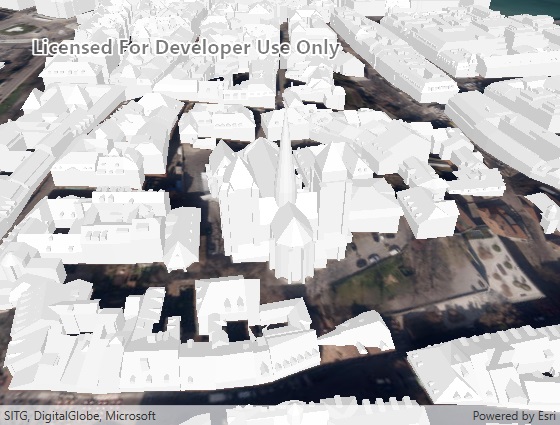 Licensed For Developer Use Only
SITG, DigitalGlobe, Microsoft
Powered by Esri